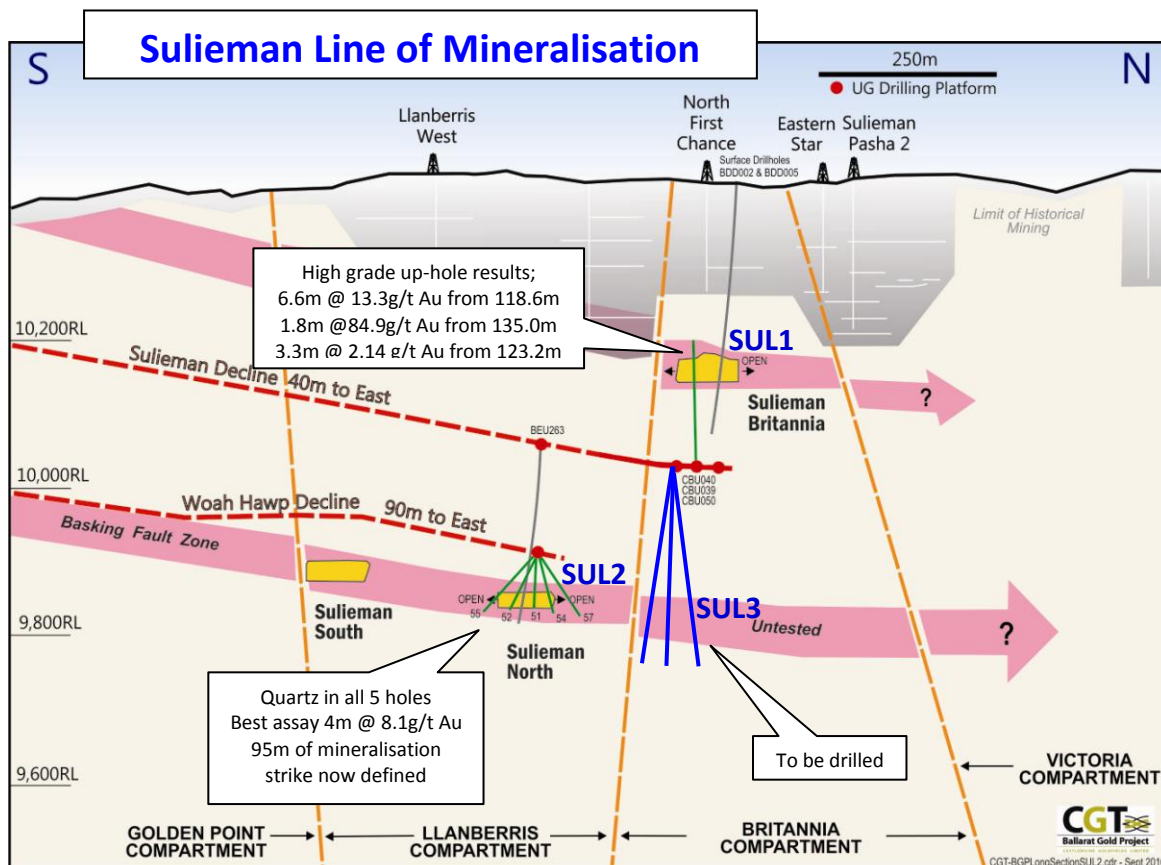 Sulieman Line of Mineralisation
S
250m
N
UG Drilling Platform
Llanberris
West
North
First
Chance
Eastern
Star
Sulieman
Pasha 2
Surface Drillholes
BDD002 & BDD005
Limit of Historical
Mining
High grade up-hole results;
6.6m @ 13.3g/t Au from 118.6m
1.8m @84.9g/t Au from 135.0m
3.3m @ 2.14 g/t Au from 123.2m
10,200RL
SUL1
OPEN
Sulieman Decline 40m to East
Sulieman
Britannia
?
BEU263
10,000RL
CBU040
CBU039
CBU050
Woah Hawp Decline 90m to East
Basking Fault Zone
SUL2
OPEN
OPEN
55
52
51
54
57
SUL3
Untested
?
Sulieman
South
9,800RL
Sulieman
North
Quartz in all 5 holes
Best assay 4m @ 8.1g/t Au
95m of mineralisation
strike now defined
To be drilled
9,600RL
VICTORIA
COMPARTMENT
GOLDEN POINT
COMPARTMENT
LLANBERRIS
COMPARTMENT
BRITANNIA
COMPARTMENT
CGT
Ballarat Gold Project